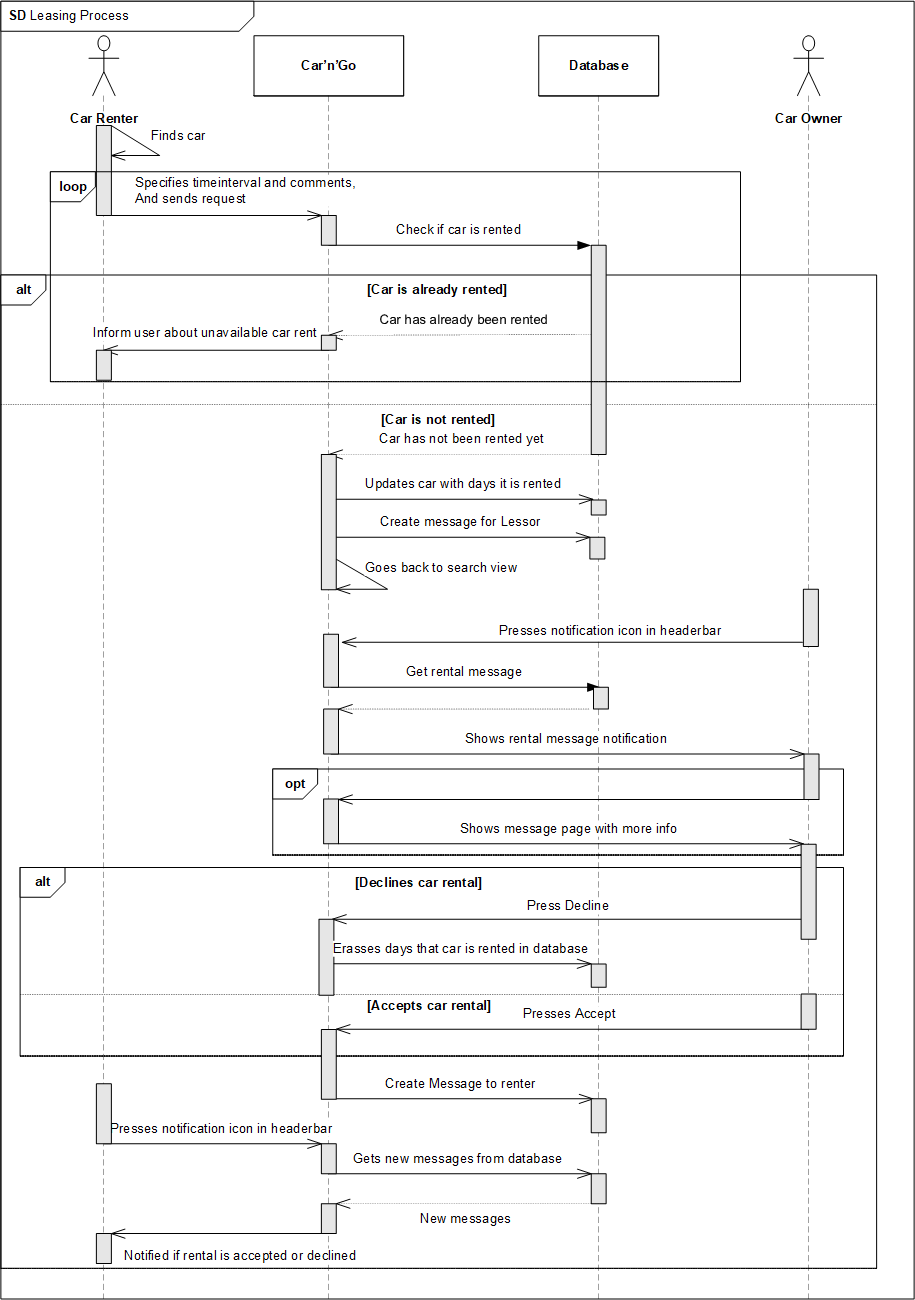 SD Leasing Process
Car'n'Go
Database
Car Renter
Car Owner
Finds car
loop
Specifies timeinterval and comments,
And sends request
Check if car is rented
alt
[Car is already rented]
Car has already been rented
Inform user about unavailable car rent
[Car is not rented]
Car has not been rented yet
Updates car with days it is rented
Create message for Lessor
Goes back to search view
Presses notification icon in headerbar
Get rental message
Shows rental message notification
opt
Shows message page with more info
alt
[Declines car rental]
Press Decline
Erasses days that car is rented in database
[Accepts car rental]
Presses Accept
Create Message to renter
Presses notification icon in headerbar
Gets new messages from database
New messages
Notified if rental is accepted or declined